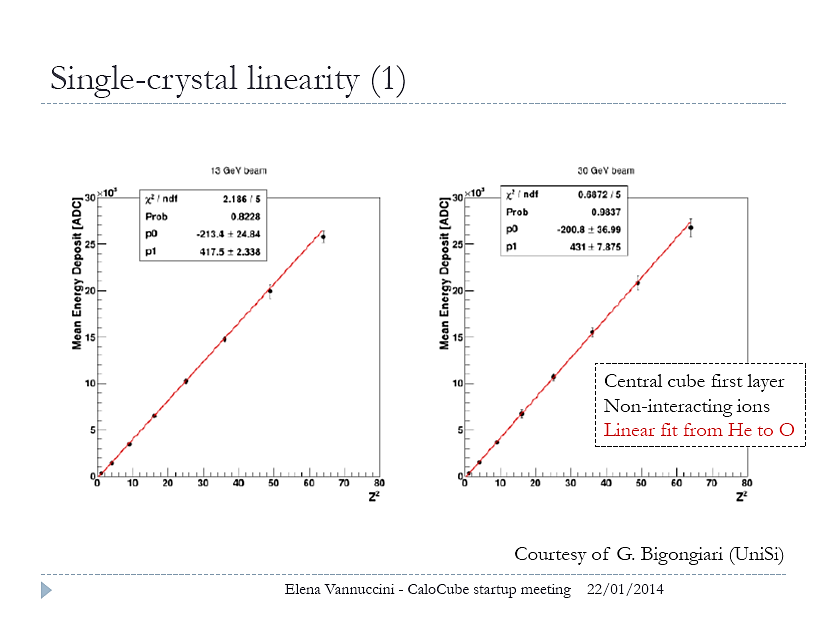 Single-crystal linearity (1)
13 GeV beam
×10³
Mean Energy Deposit [ADC]
χ² / ndf 2.186 / 5
Prob 0.8228
p0 -213.4 ± 24.84
p1 417.5 ± 2.338
30
25
20
15
10
5
0
0 10 20 30 40 50 60 70 80
Z²
30 GeV beam
×10³
Mean Energy Deposit [ADC]
χ² / ndf 0.6872 / 5
Prob 0.9837
p0 -200.8 ± 36.99
p1 431 ± 7.875
30
25
20
15
10
5
0
0 10 20 30 40 50 60 70 80
Z²
Central cube first layer
Non-interacting ions
Linear fit from He to O
Courtesy of G. Bigongiari (UniSi)
Elena Vannuccini - CaloCube startup meeting 22/01/2014